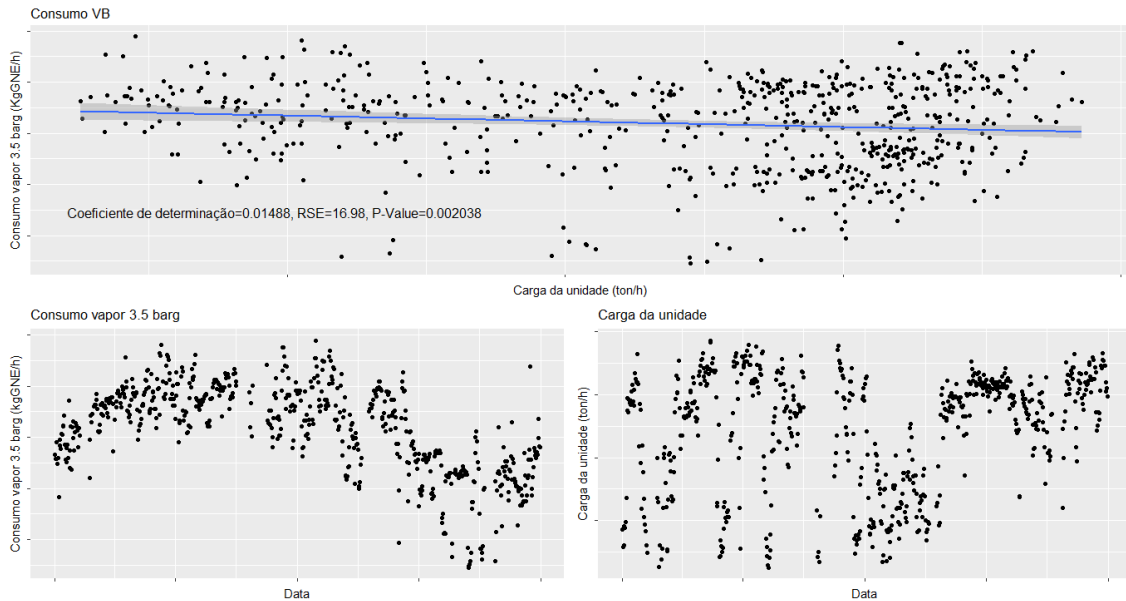 Consumo VB
Consumo vapor 3.5 barg (KgGNE/h)
Coeficiente de determinação=0.01488, RSE=16.98, P-Value=0.002038
Carga da unidade (ton/h)
Consumo vapor 3.5 barg
Consumo vapor 3.5 barg (kgGNE/h)
Data
Carga da unidade
Carga da unidade (ton/h)
Data